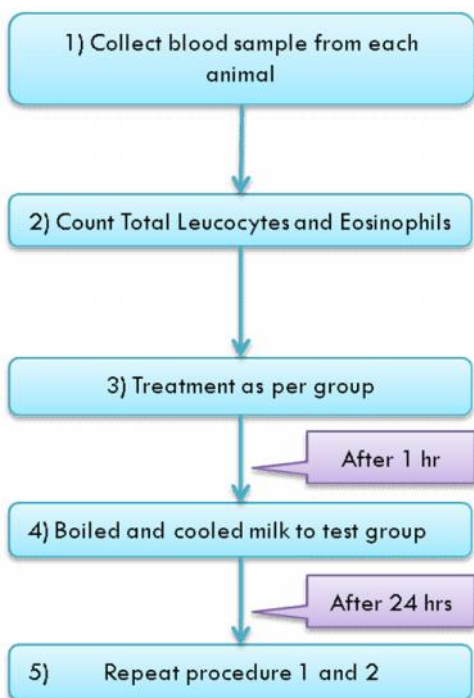 1) Collect blood sample from each
animal
2) Count Total Leucocytes and Eosinophils
3) Treatment as per group
After 1 hr
4) Boiled and cooled milk to test group
After 24 hrs
5) Repeat procedure 1 and 2